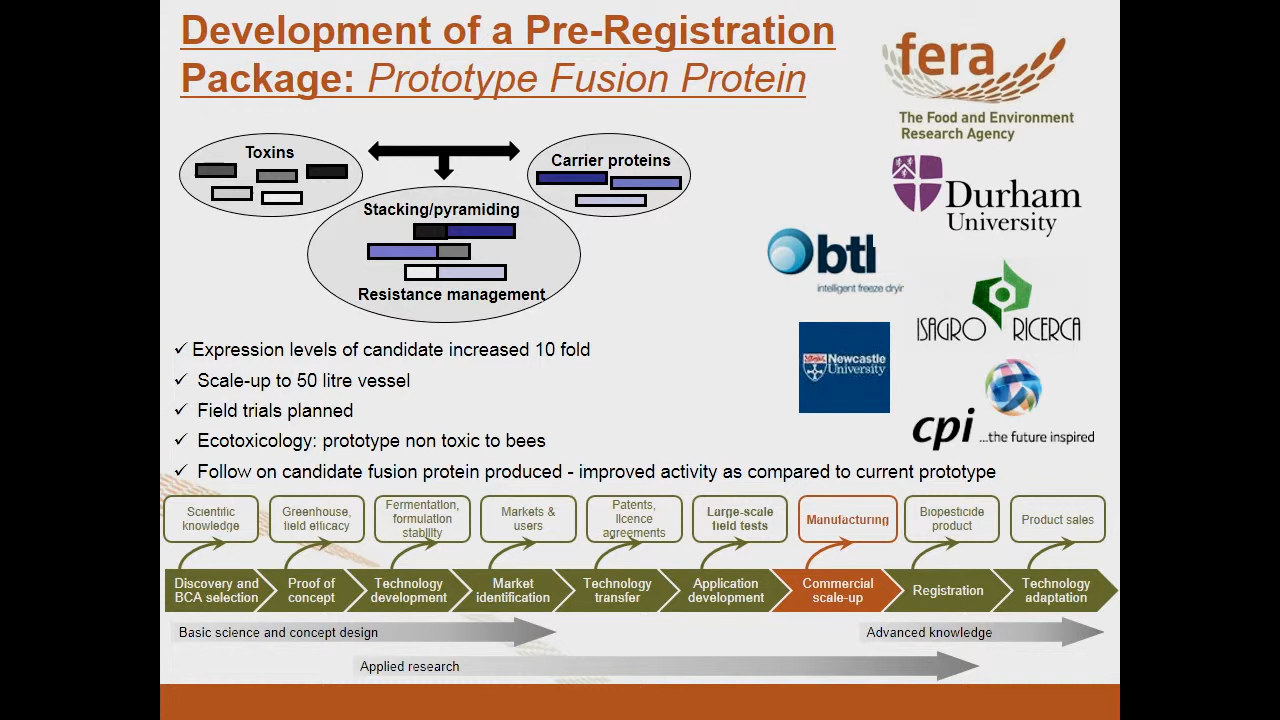 Development of a Pre-Registration
Package: Prototype Fusion Protein
fera
The Food and Environment
Research Agency
Toxins
Carrier proteins
Stacking/pyramiding
Resistance management
Durham
University
btl
intelligent freeze
ISAGRO RICERCA
Newcastle
University
cpi ...the future inspired
✓ Expression levels of candidate increased 10 fold
✓ Scale-up to 50 litre vessel
✓ Field trials planned
✓ Ecotoxicology: prototype non toxic to bees
✓ Follow on candidate fusion protein produced - improved activity as compared to current prototype
Scientific
knowledge
Greenhouse,
field efficacy
Fermentation,
formulation
stability
Markets &
users
Patents,
licence
agreements
Large-scale
field tests
Manufacturing
Biopesticide
product
Product sales
Discovery and
BCA selection
Proof of
concept
Technology
development
Market
identification
Technology
transfer
Application
development
Commercial
scale-up
Registration
Technology
adaptation
Basic science and concept design
Advanced knowledge
Applied research